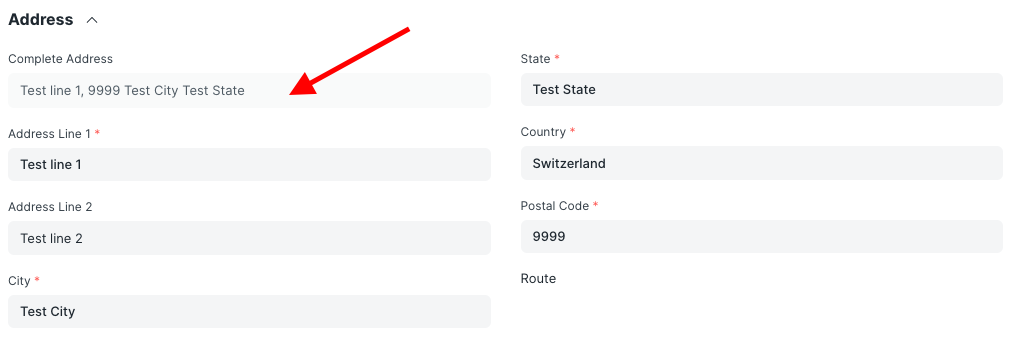 Address
Complete Address
Test line 1, 9999 Test City Test State
Address Line 1 *
Test line 1
Address Line 2
Test line 2
City *
Test City
State *
Test State
Country *
Switzerland
Postal Code *
9999
Route